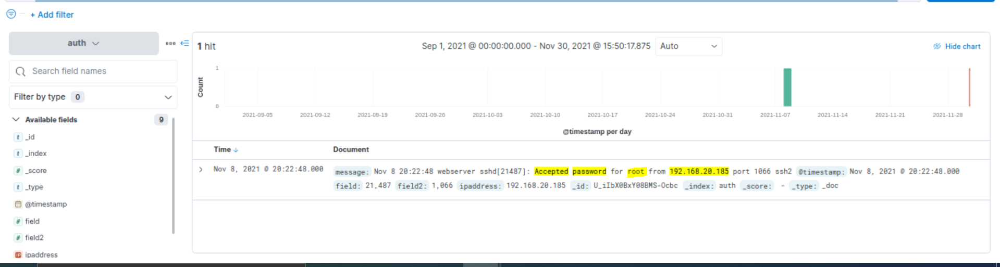 + Add filter
auth
Search field names
Filter by type 0
Available fields 9
t _id
t _index
# _score
t _type
@timestamp
# field
# field2
IP ipaddress
1 hit
Sep 1, 2021 @ 00:00:00.000 - Nov 30, 2021 @ 15:50:17.875
Auto
Hide chart
Count
1
0
2021-09-05 2021-09-12 2021-09-19 2021-09-26 2021-10-03 2021-10-10 2021-10-17 2021-10-24 2021-10-31 2021-11-07 2021-11-14 2021-11-21 2021-11-28
@timestamp per day
Time Document
Nov 8, 2021 @ 20:22:48.000
message: Nov 8 20:22:48 webserver sshd[21487]: Accepted password for root from 192.168.20.185 port 1066 ssh2 @timestamp: Nov 8, 2021 @ 20:22:48.000
field: 21,487 field2: 1,066 ipaddress: 192.168.20.185 _id: U_iIbX0BxY08BMS-Ocbc _index: auth _score: - _type: _doc